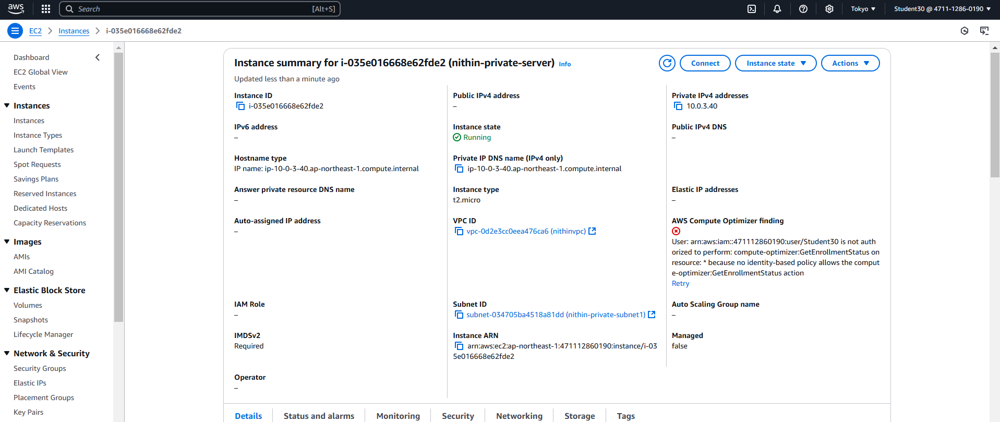 aws
Search
[Alt+S]
Tokyo
Student30 @ 4711-1286-0190
EC2
Instances
i-035e016668e62fde2
Dashboard
EC2 Global View
Events
Instances
Instances
Instance Types
Launch Templates
Spot Requests
Savings Plans
Reserved Instances
Dedicated Hosts
Capacity Reservations
Images
AMIs
AMI Catalog
Elastic Block Store
Volumes
Snapshots
Lifecycle Manager
Network & Security
Security Groups
Elastic IPs
Placement Groups
Key Pairs
Instance summary for i-035e016668e62fde2 (nithin-private-server) Info
Connect
Instance state
Actions
Updated less than a minute ago
Instance ID
i-035e016668e62fde2
Public IPv4 address
–
Private IPv4 addresses
10.0.3.40
IPv6 address
–
Instance state
Running
Public IPv4 DNS
–
Hostname type
IP name: ip-10-0-3-40.ap-northeast-1.compute.internal
Private IP DNS name (IPv4 only)
ip-10-0-3-40.ap-northeast-1.compute.internal
Answer private resource DNS name
–
Instance type
t2.micro
Elastic IP addresses
–
Auto-assigned IP address
–
VPC ID
vpc-0d2e3cc0eea476ca6 (nithinvpc)
AWS Compute Optimizer finding
User: arn:aws:iam::471112860190:user/Student30 is not auth
orized to perform: compute-optimizer:GetEnrollmentStatus on
resource: * because no identity-based policy allows the comput
e-optimizer:GetEnrollmentStatus action
Retry
IAM Role
–
Subnet ID
subnet-034705ba4518a81dd (nithin-private-subnet1)
Auto Scaling Group name
–
IMDSv2
Required
Instance ARN
arn:aws:ec2:ap-northeast-1:471112860190:instance/i-03
5e016668e62fde2
Managed
false
Operator
–
Details
Status and alarms
Monitoring
Security
Networking
Storage
Tags